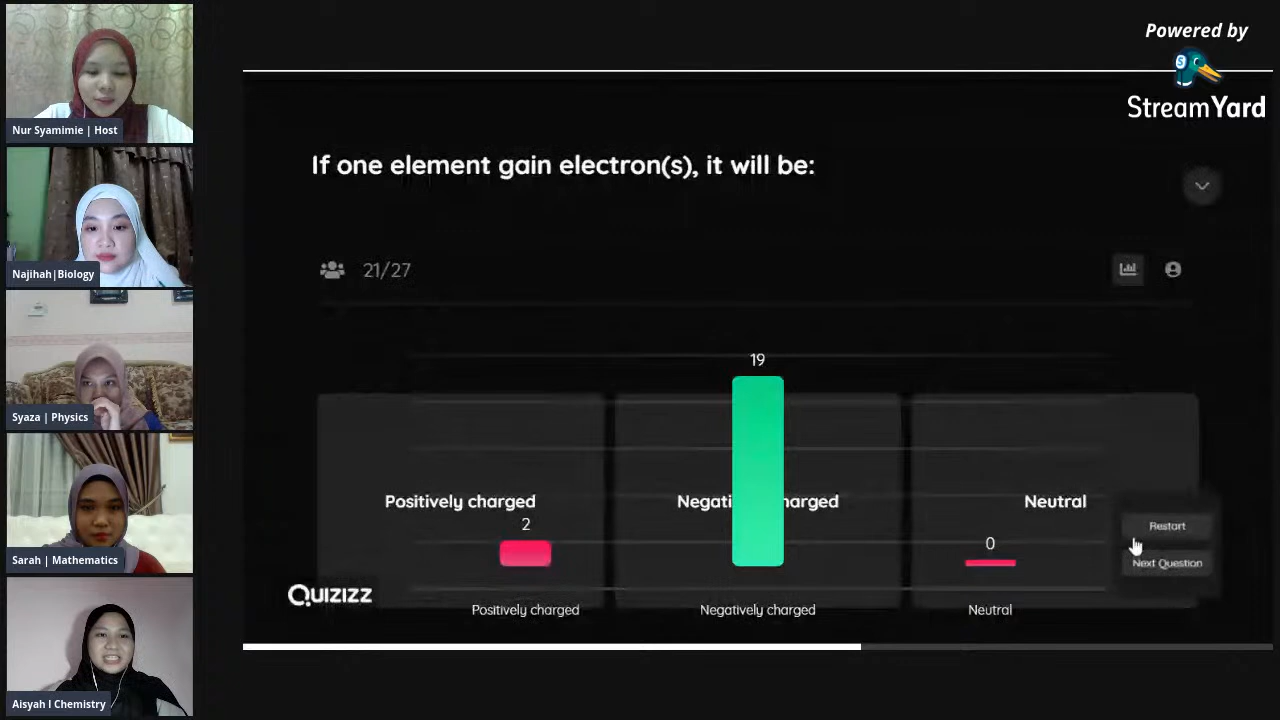 Powered by
StreamYard
Nur Syamimie | Host
Najihah|Biology
Syaza | Physics
Sarah | Mathematics
Aisyah I Chemistry
If one element gain electron(s), it will be:
21/27
19
Positively charged
Negati harged
Neutral
2
0
Restart
Next Question
Quizizz
Positively charged
Negatively charged
Neutral